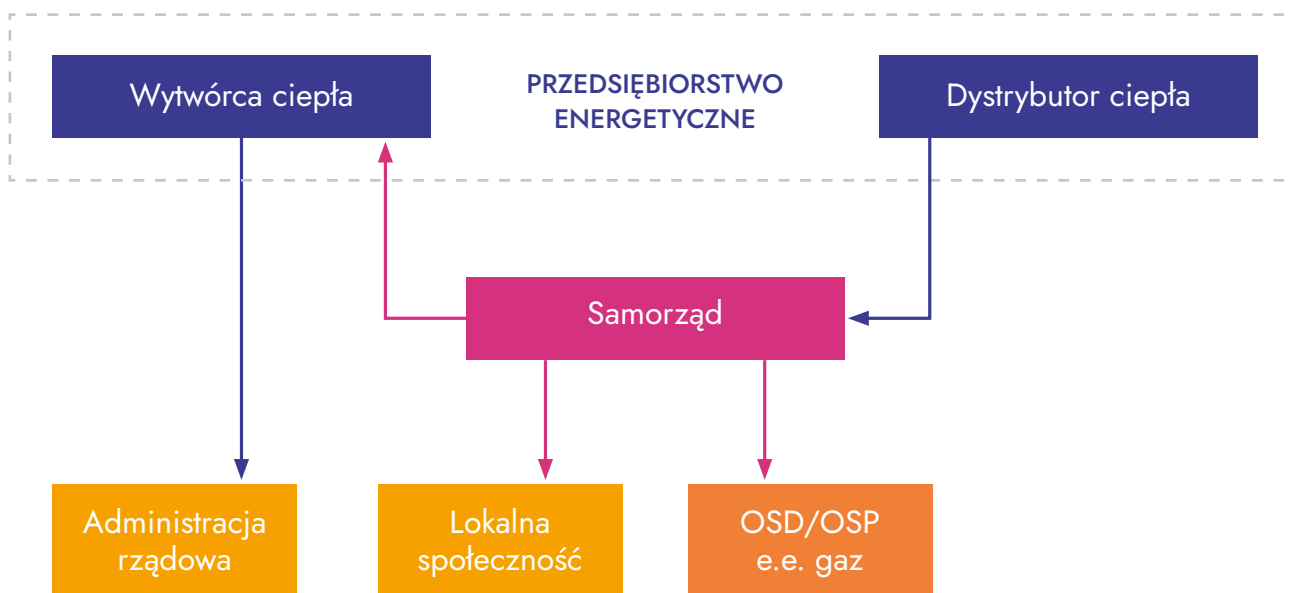 Wytwórca ciepła
PRZEDSIĘBIORSTWO
ENERGETYCZNE
Dystrybutor ciepła
Samorząd
Administracja
rządowa
Lokalna
społeczność
OSD/OSP
e.e. gaz